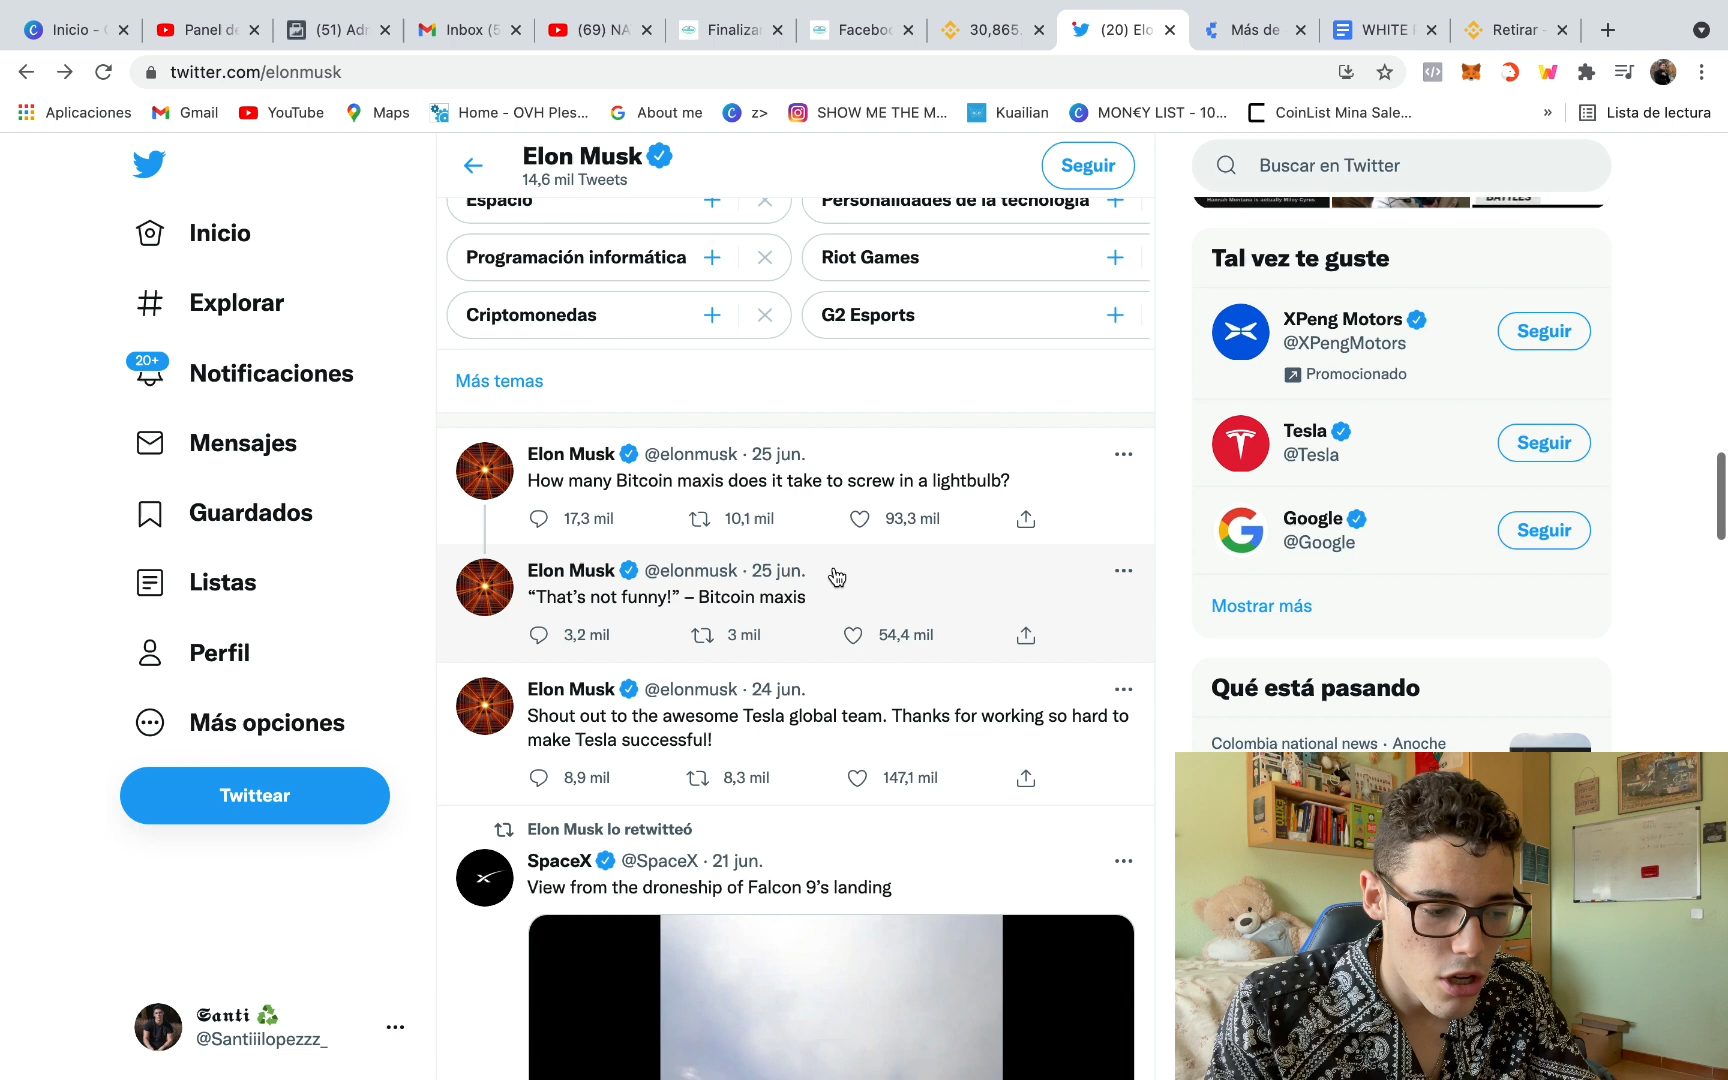 Inicio -
Panel de
(51) Adm
Inbox (5
(69) NA
Finalizar
Faceboo
30,865.
(20) Elo
Más de
WHITE
Retirar -
twitter.com/elonmusk
Aplicaciones
Gmail
YouTube
Maps
Home - OVH Ples...
About me
z>
SHOW ME THE M...
Kuailian
MON€Y LIST - 10...
CoinList Mina Sale...
»
Lista de lectura
Inicio
Explorar
20+
Notificaciones
Mensajes
Guardados
Listas
Perfil
Más opciones
Twittear
𝕾𝖆𝖓𝖙𝖎 ♻️
@Santiiilopezzz_
Elon Musk
14,6 mil Tweets
Seguir
Espacio
Personalidades de la tecnología
Programación informática
Riot Games
Criptomonedas
G2 Esports
Más temas
Elon Musk @elonmusk · 25 jun.
How many Bitcoin maxis does it take to screw in a lightbulb?
17,3 mil 10,1 mil 93,3 mil
Elon Musk @elonmusk · 25 jun.
“That’s not funny!” – Bitcoin maxis
3,2 mil 3 mil 54,4 mil
Elon Musk @elonmusk · 24 jun.
Shout out to the awesome Tesla global team. Thanks for working so hard to
make Tesla successful!
8,9 mil 8,3 mil 147,1 mil
Elon Musk lo retwitteó
SpaceX @SpaceX · 21 jun.
View from the droneship of Falcon 9’s landing
Buscar en Twitter
Hannah Montana is actually Miley Cyrus
BATTLES
Tal vez te guste
XPeng Motors
@XPengMotors
Promocionado
Seguir
Tesla
@Tesla
Seguir
Google
@Google
Seguir
Mostrar más
Qué está pasando
Colombia national news · Anoche